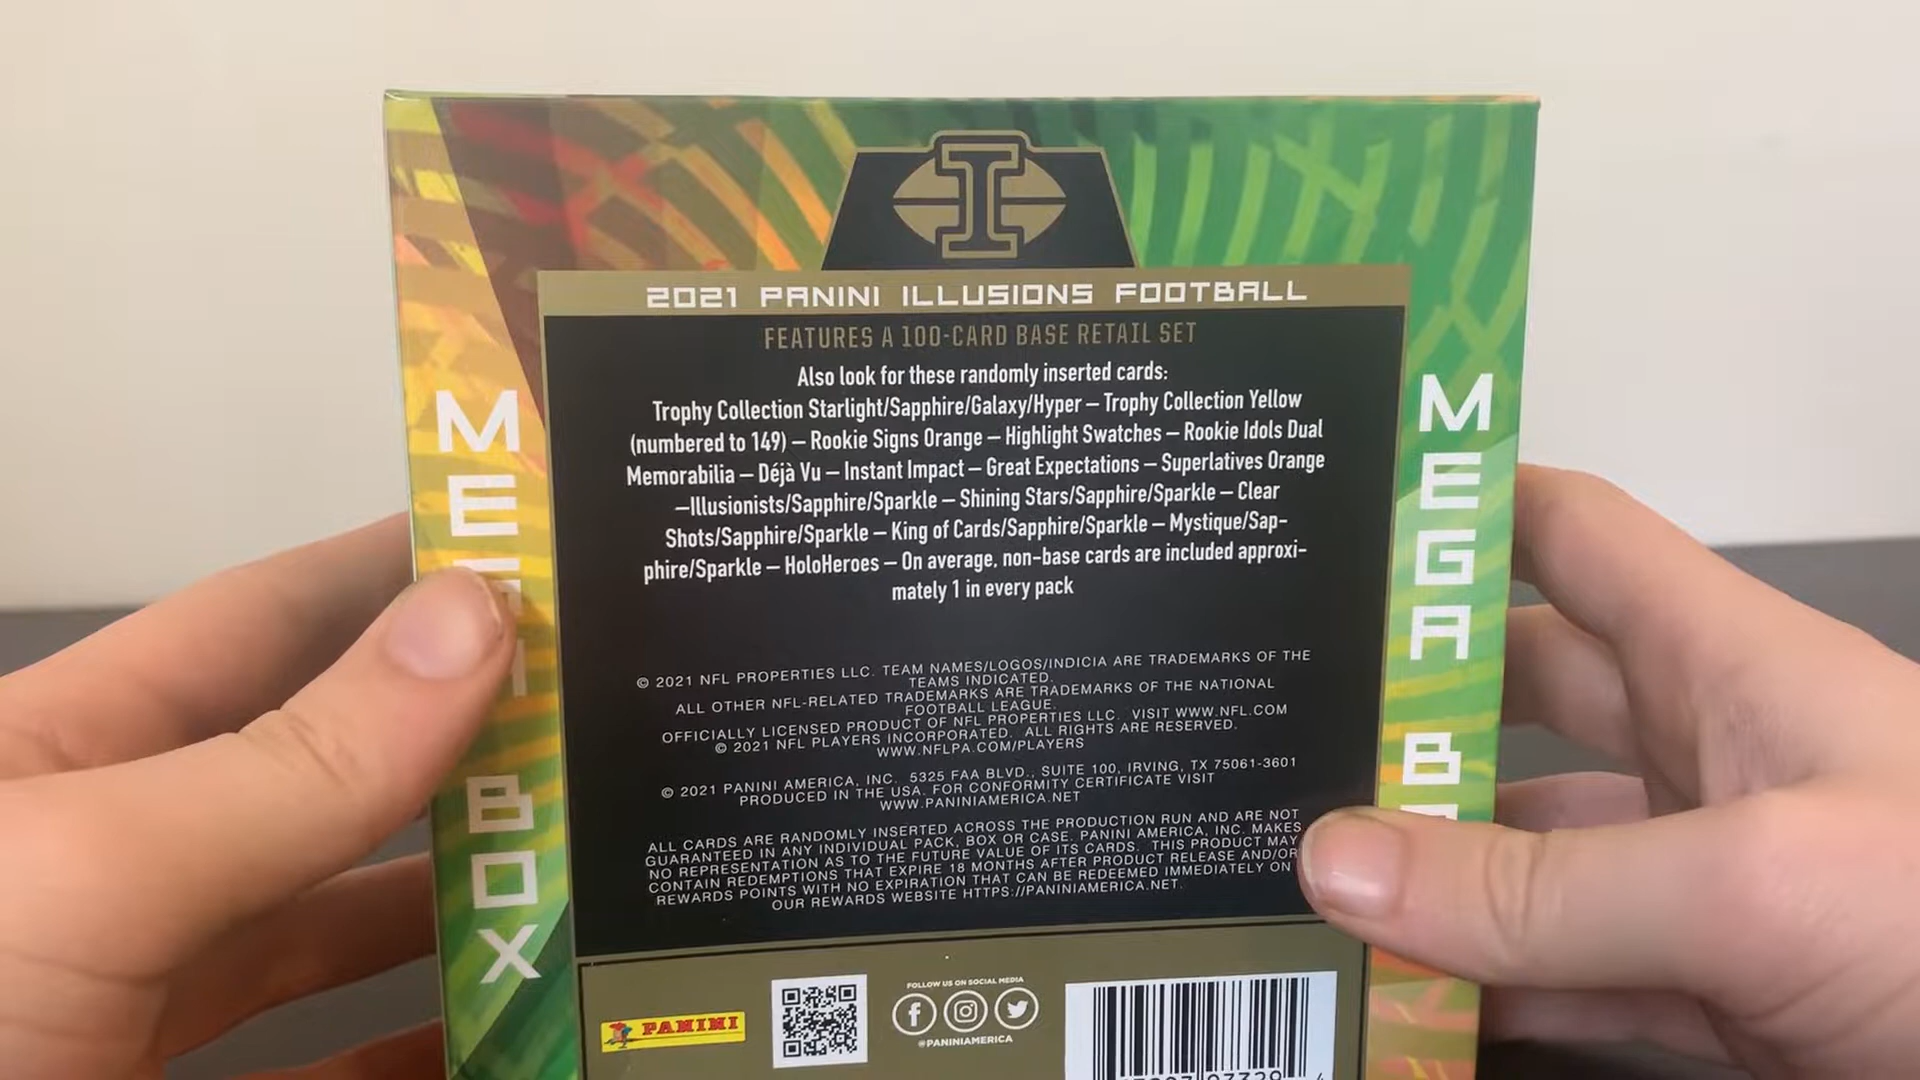 I
2021 PANINI ILLUSIONS FOOTBALL
FEATURES A 100-CARD BASE RETAIL SET
Also look for these randomly inserted cards:
Trophy Collection Starlight/Sapphire/Galaxy/Hyper – Trophy Collection Yellow
(numbered to 149) – Rookie Signs Orange – Highlight Swatches – Rookie Idols Dual
Memorabilia – Déjà Vu – Instant Impact – Great Expectations – Superlatives Orange
–Illusionists/Sapphire/Sparkle – Shining Stars/Sapphire/Sparkle – Clear
Shots/Sapphire/Sparkle – King of Cards/Sapphire/Sparkle – Mystique/Sap-
phire/Sparkle – HoloHeroes – On average, non-base cards are included approxi-
mately 1 in every pack
© 2021 NFL PROPERTIES LLC. TEAM NAMES/LOGOS/INDICIA ARE TRADEMARKS OF THE
TEAMS INDICATED.
ALL OTHER NFL-RELATED TRADEMARKS ARE TRADEMARKS OF THE NATIONAL
FOOTBALL LEAGUE.
OFFICIALLY LICENSED PRODUCT OF NFL PROPERTIES LLC. VISIT WWW.NFL.COM
© 2021 NFL PLAYERS INCORPORATED. ALL RIGHTS ARE RESERVED.
WWW.NFLPA.COM/PLAYERS
© 2021 PANINI AMERICA, INC. 5325 FAA BLVD., SUITE 100, IRVING, TX 75061-3601
PRODUCED IN THE USA. FOR CONFORMITY CERTIFICATE VISIT
WWW.PANINIAMERICA.NET
ALL CARDS ARE RANDOMLY INSERTED ACROSS THE PRODUCTION RUN AND ARE NOT
GUARANTEED IN ANY INDIVIDUAL PACK, BOX OR CASE. PANINI AMERICA, INC. MAKES
NO REPRESENTATION AS TO THE FUTURE VALUE OF ITS CARDS. THIS PRODUCT MAY
CONTAIN REDEMPTIONS THAT EXPIRE 18 MONTHS AFTER PRODUCT RELEASE AND/OR
REWARDS POINTS WITH NO EXPIRATION THAT CAN BE REDEEMED IMMEDIATELY ON
OUR REWARDS WEBSITE HTTPS://PANINIAMERICA.NET.
BOX
MEGA
PANINI
FOLLOW US ON SOCIAL MEDIA
@PANINIAMERICA